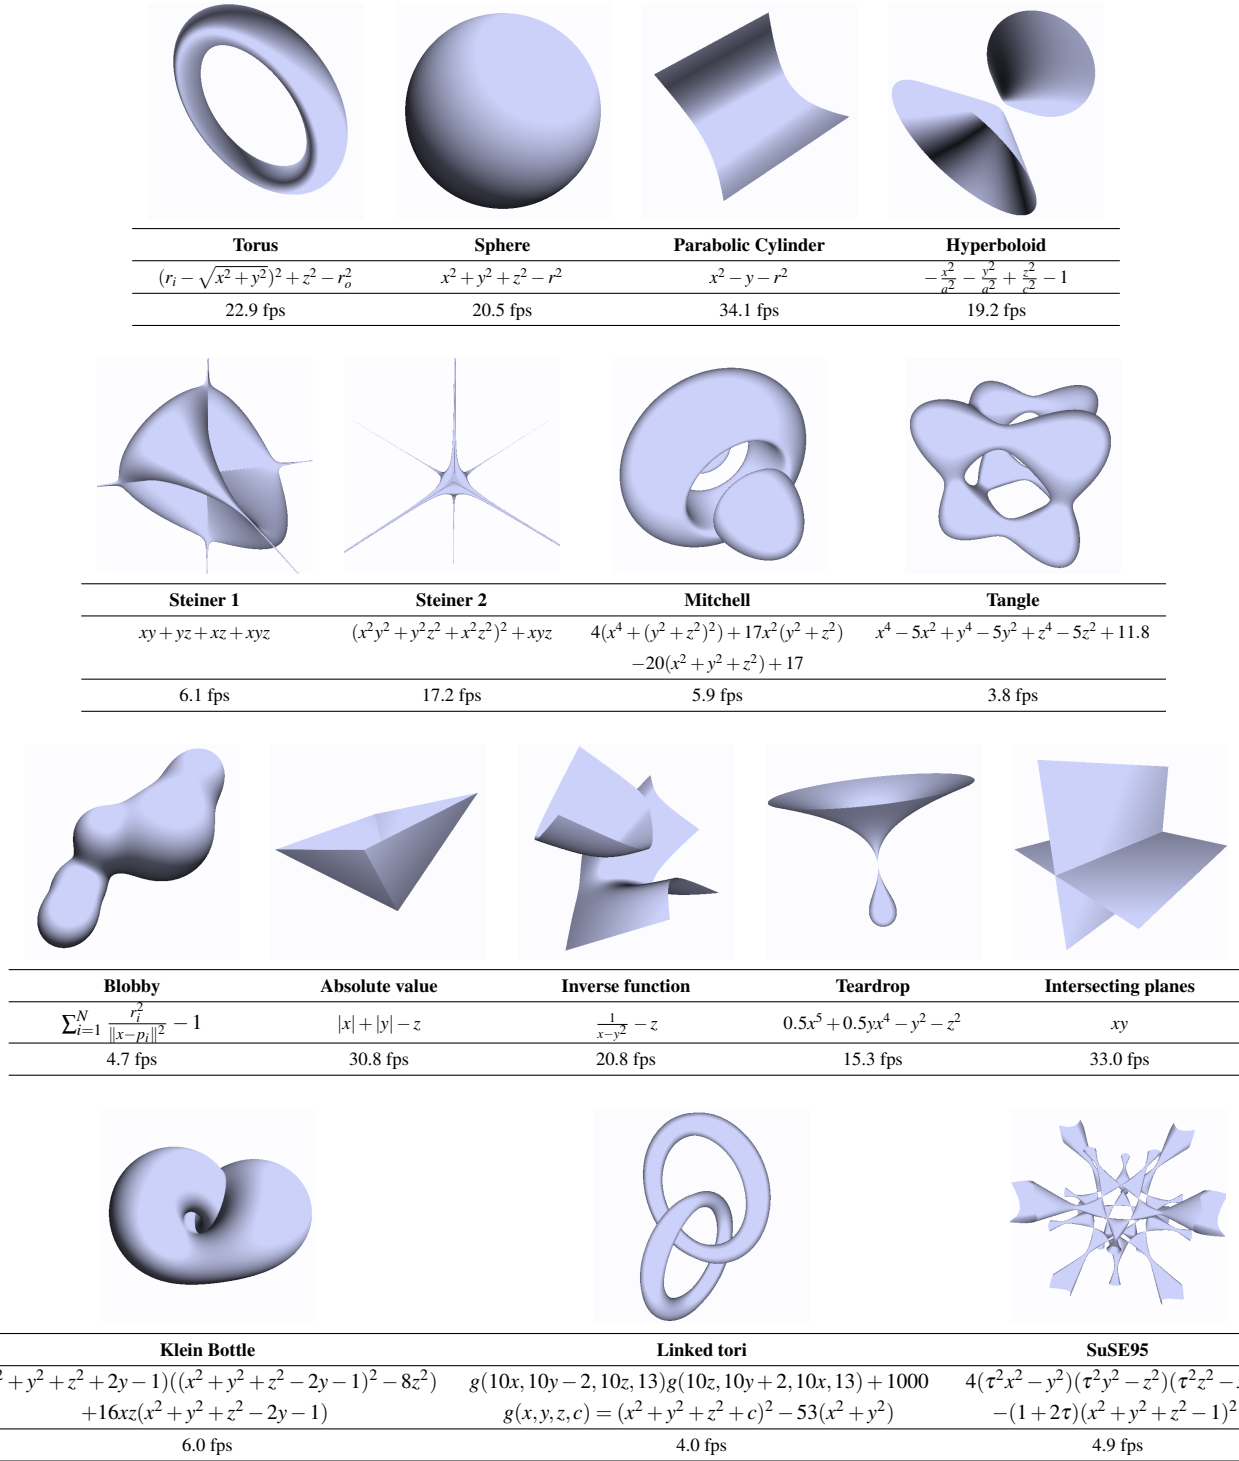 Torus Sphere Parabolic Cylinder Hyperboloid
(r_i − √(x² + y²))² + z² − r_o² x² + y² + z² − r² x² − y − r² −x²/a² − y²/a² + z²/c² − 1
22.9 fps 20.5 fps 34.1 fps 19.2 fps
Steiner 1 Steiner 2 Mitchell Tangle
xy + yz + xz + xyz (x²y² + y²z² + x²z²)² + xyz 4(x⁴ + (y² + z²)²) + 17x²(y² + z²) x⁴ − 5x² + y⁴ − 5y² + z⁴ − 5z² + 11.8
−20(x² + y² + z²) + 17
6.1 fps 17.2 fps 5.9 fps 3.8 fps
Blobby Absolute value Inverse function Teardrop Intersecting planes
∑_{i=1}^{N} r_i²/‖x−p_i‖² − 1 |x| + |y| − z 1/(x−y²) − z 0.5x⁵ + 0.5yx⁴ − y² − z² xy
4.7 fps 30.8 fps 20.8 fps 15.3 fps 33.0 fps
Klein Bottle Linked tori SuSE95
² + y² + z² + 2y − 1)((x² + y² + z² − 2y − 1)² − 8z²) g(10x, 10y − 2, 10z, 13)g(10z, 10y + 2, 10x, 13) + 1000 4(τ²x² − y²)(τ²y² − z²)(τ²z² −
+16xz(x² + y² + z² − 2y − 1) g(x, y, z, c) = (x² + y² + z² + c)² − 53(x² + y²) −(1 + 2τ)(x² + y² + z² − 1)²
6.0 fps 4.0 fps 4.9 fps